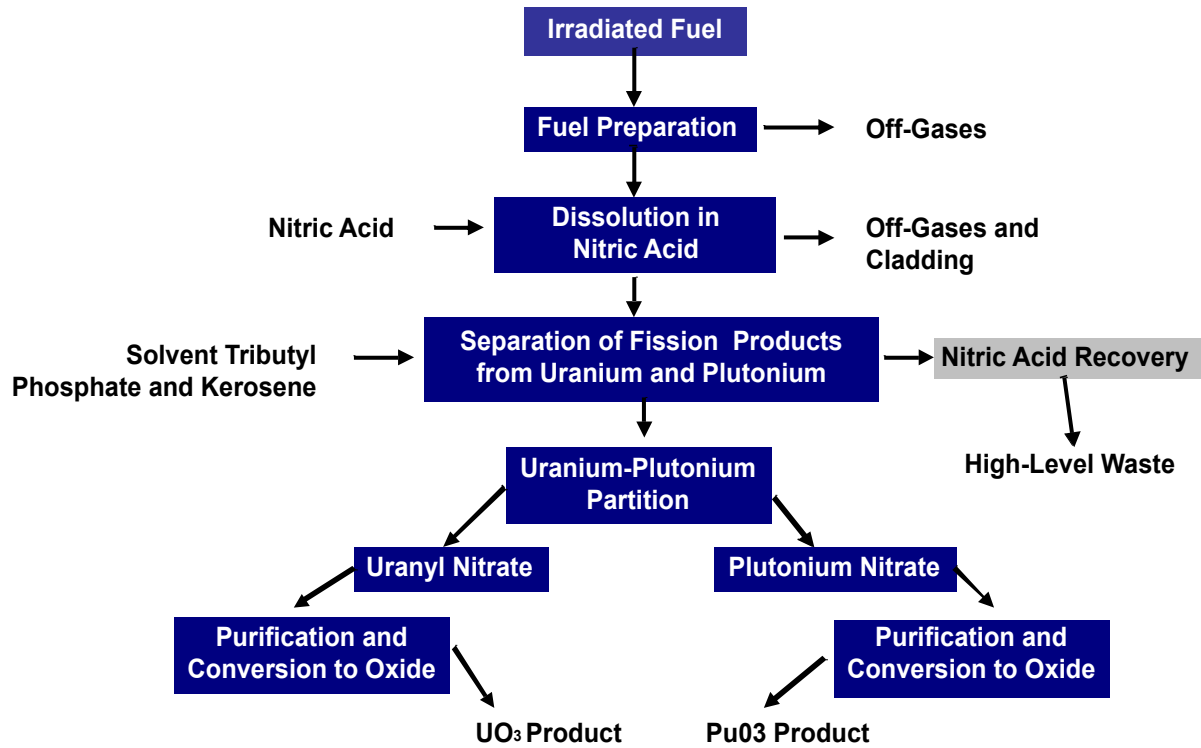 Irradiated Fuel
Fuel Preparation
Off-Gases
Nitric Acid
Dissolution in
Nitric Acid
Off-Gases and
Cladding
Solvent Tributyl
Phosphate and Kerosene
Separation of Fission Products
from Uranium and Plutonium
Nitric Acid Recovery
High-Level Waste
Uranium-Plutonium
Partition
Uranyl Nitrate
Plutonium Nitrate
Purification and
Conversion to Oxide
Purification and
Conversion to Oxide
UO₃ Product
Pu03 Product